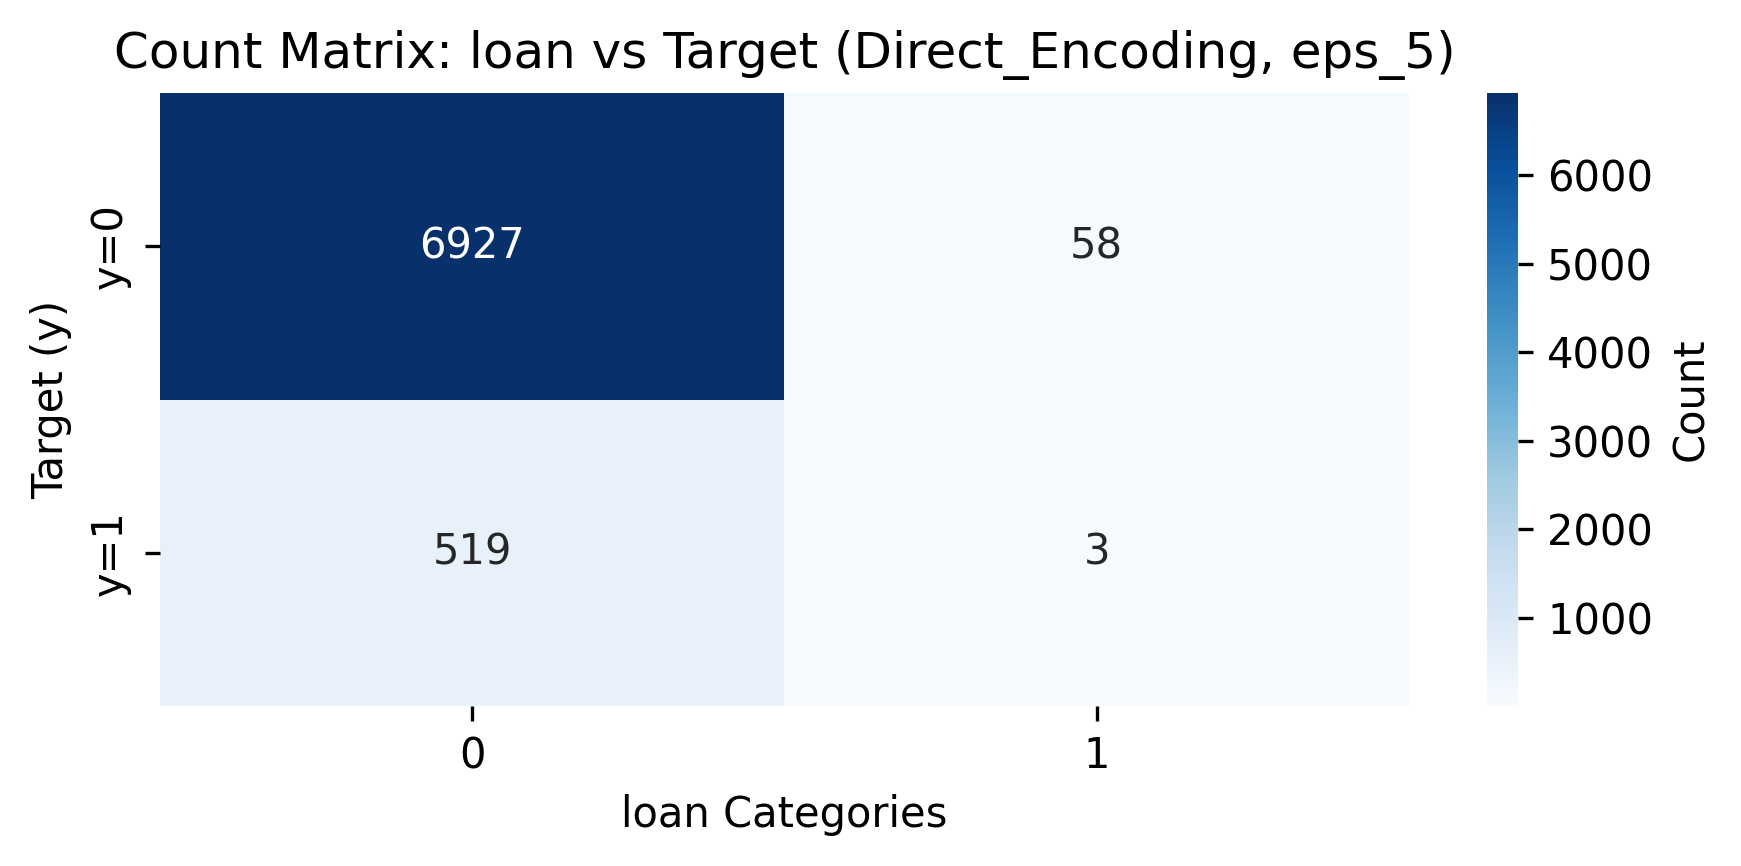 Count Matrix: loan vs Target (Direct_Encoding, eps_5)
Target (y)
y=0
6927
58
y=1
519
3
0
1
loan Categories
6000
5000
4000
3000
2000
1000
Count